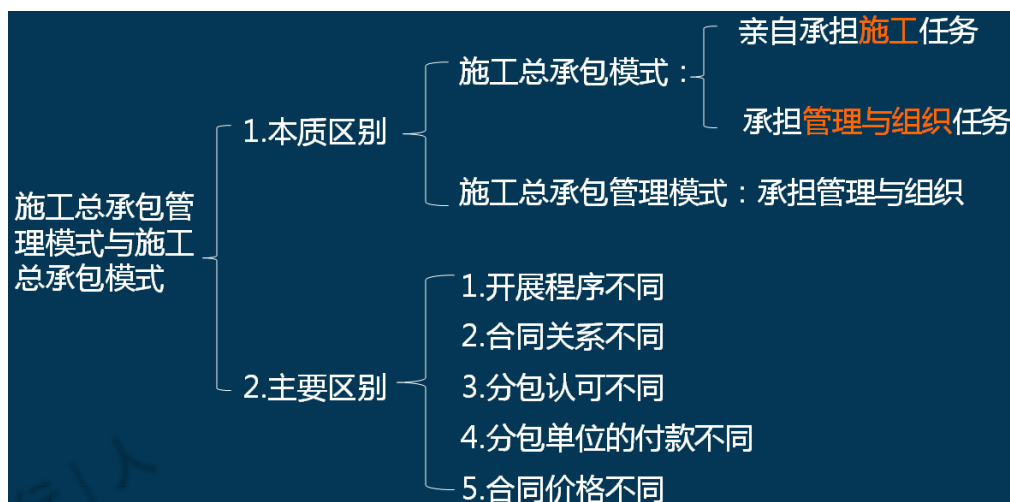 施工总承包管
理模式与施工
总承包模式
1.本质区别
施工总承包模式：
亲自承担施工任务
承担管理与组织任务
施工总承包管理模式：承担管理与组织
2.主要区别
1.开展程序不同
2.合同关系不同
3.分包认可不同
4.分包单位的付款不同
5.合同价格不同